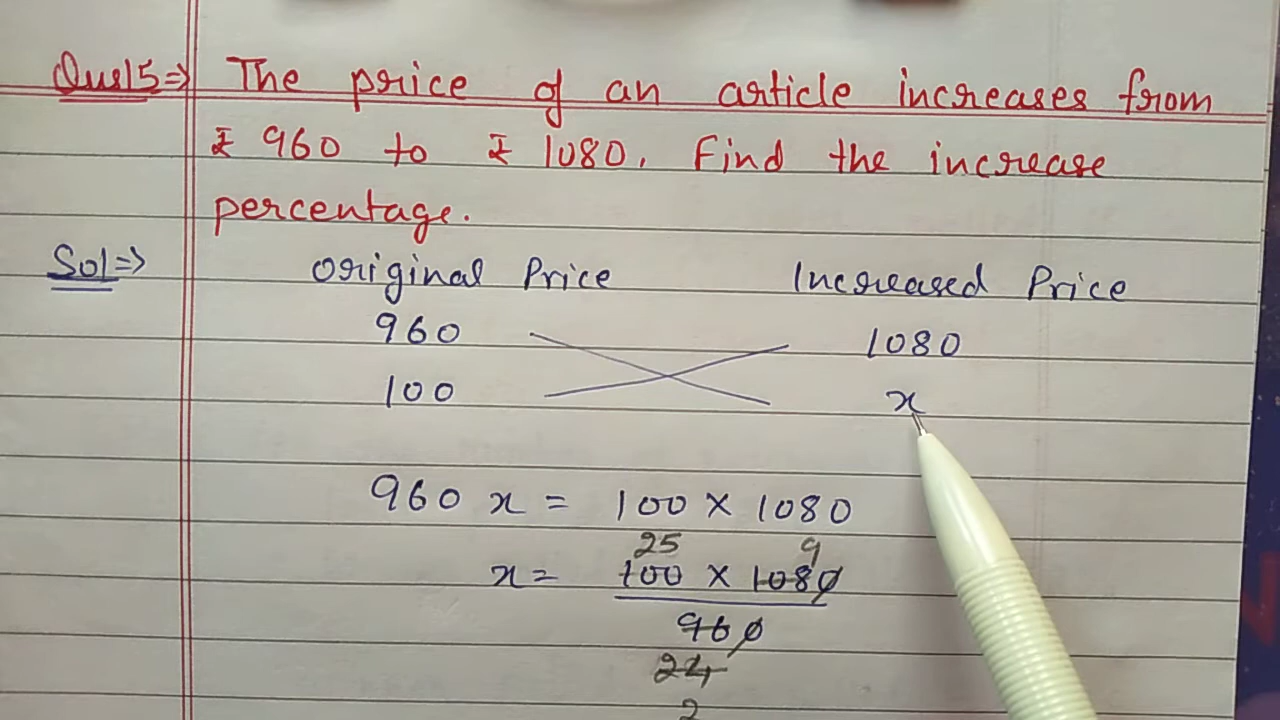 Que15⇒ The price of an article increases from
₹ 960 to ₹ 1080. Find the increase
percentage.
Sol⇒ Original Price Increased Price
960 1080
100 x
960 x = 100 × 1080
25 9
x = 100 × 1080
960
24
2